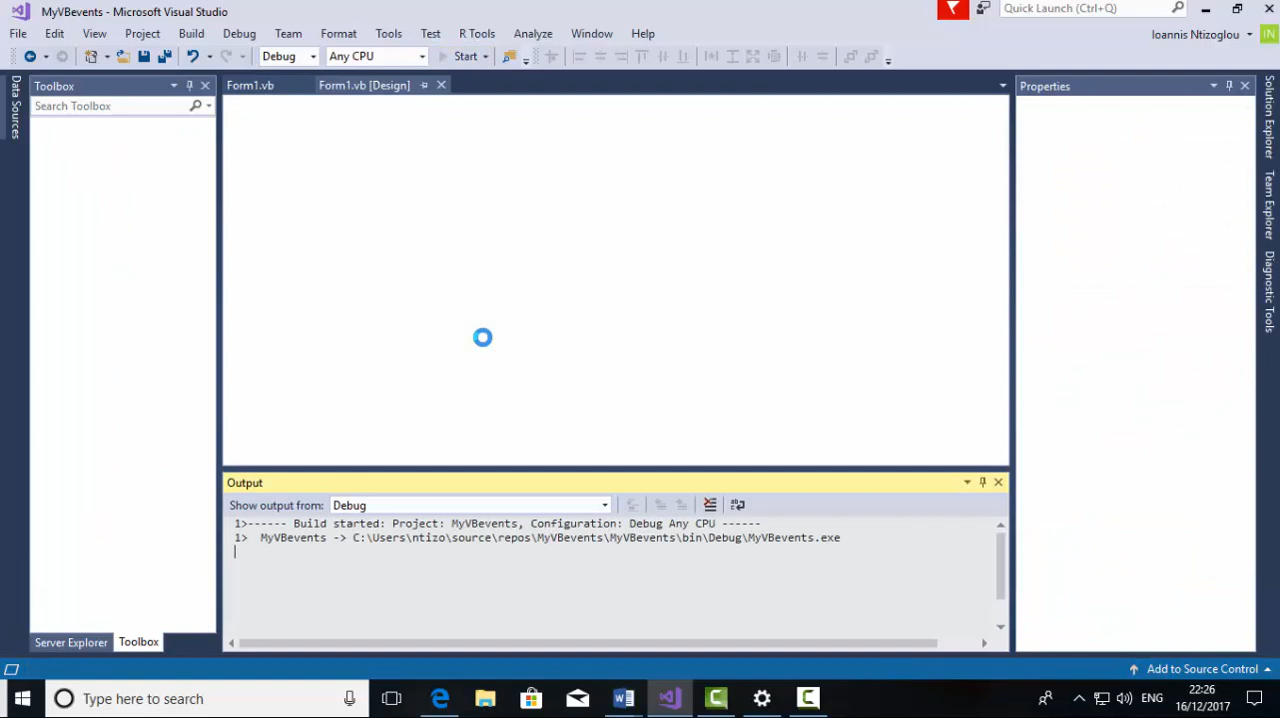 MyVBevents - Microsoft Visual Studio
Quick Launch (Ctrl+Q)
File Edit View Project Build Debug Team Format Tools Test R Tools Analyze Window Help
Ioannis Ntizoglou IN
Debug Any CPU Start
Data Sources
Toolbox
Search Toolbox
Form1.vb Form1.vb [Design]
Properties
Solution Explorer
Team Explorer
Diagnostic Tools
Output
Show output from: Debug
1>------ Build started: Project: MyVBevents, Configuration: Debug Any CPU ------
1> MyVBevents -> C:\Users\ntizo\source\repos\MyVBevents\MyVBevents\bin\Debug\MyVBevents.exe
Server Explorer Toolbox
Add to Source Control
Type here to search
ENG
22:26
16/12/2017